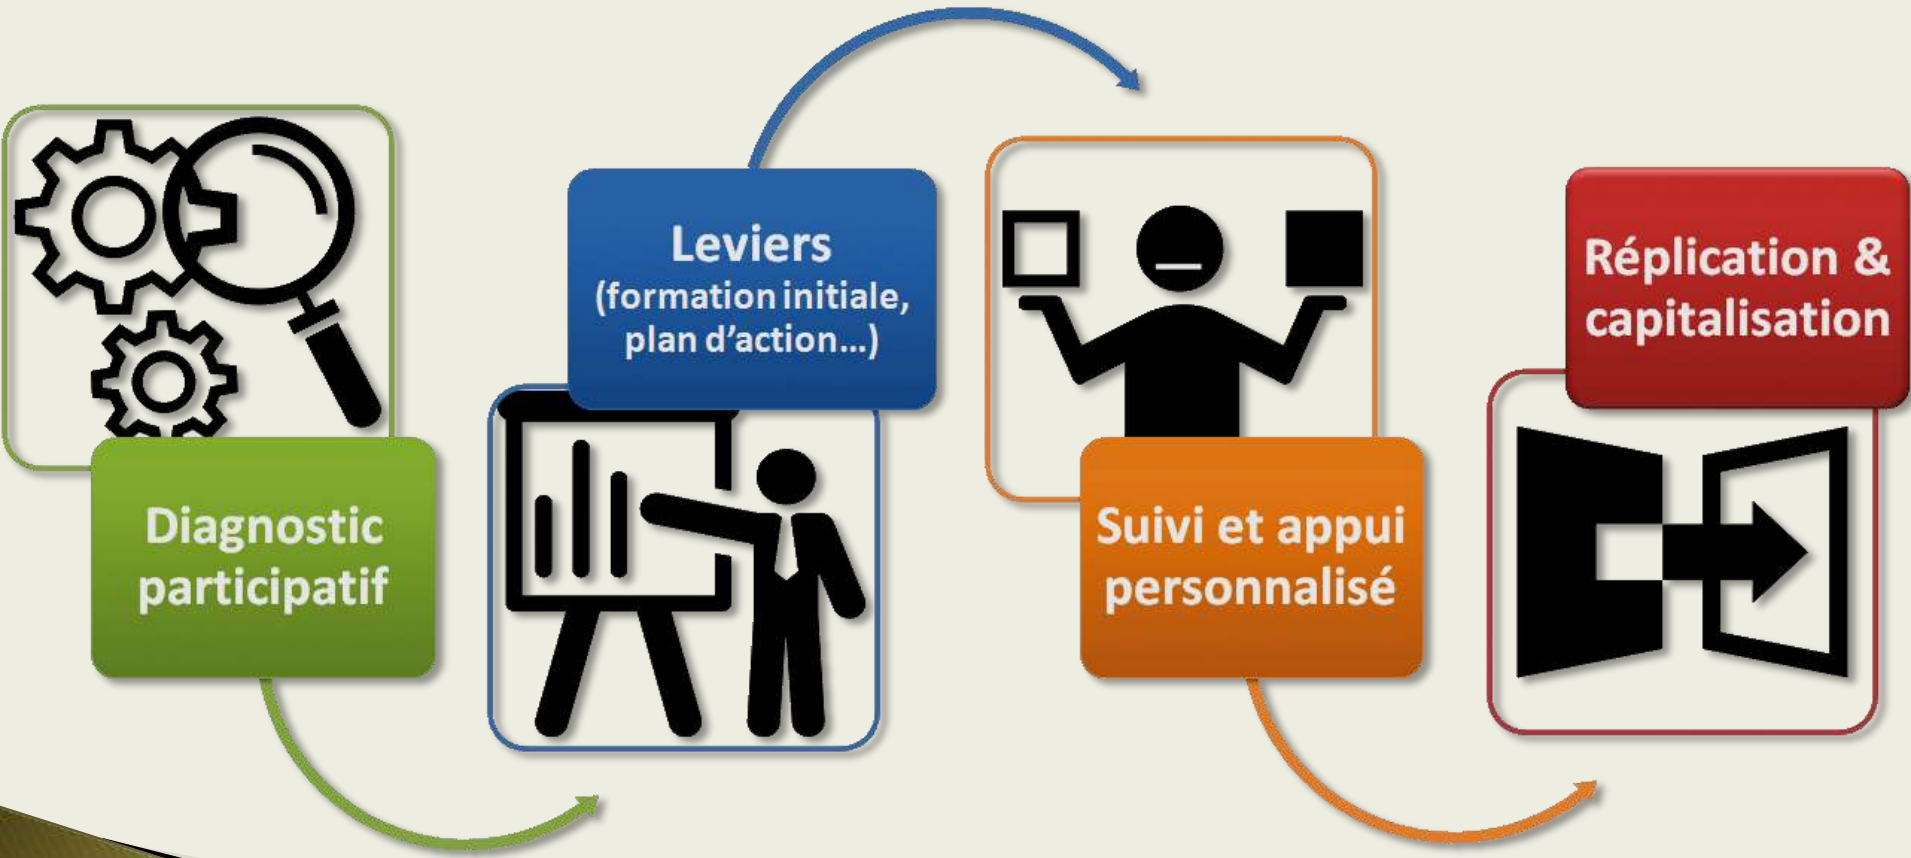 Diagnostic
participatif
Leviers
(formation initiale,
plan d’action...)
Suivi et appui
personnalisé
Réplication &
capitalisation